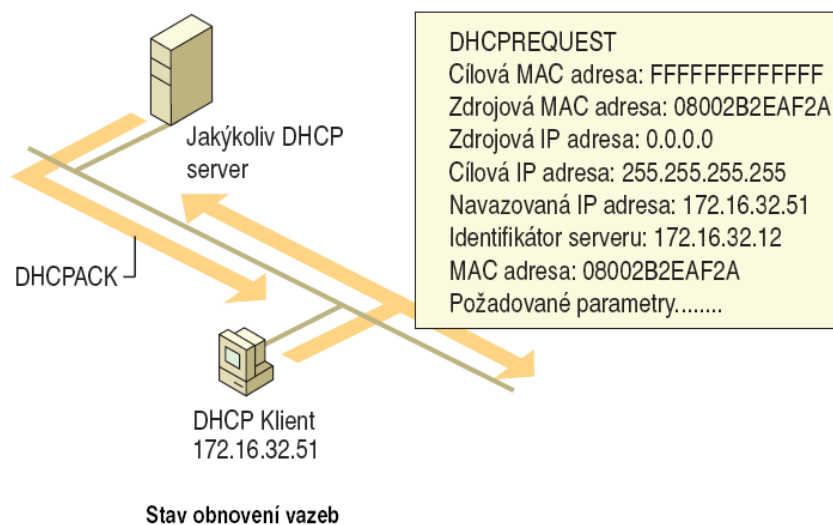 Jakýkoliv DHCP
server
DHCPACK
DHCP Klient
172.16.32.51
DHCPREQUEST
Cílová MAC adresa: FFFFFFFFFFFFF
Zdrojová MAC adresa: 08002B2EAF2A
Zdrojová IP adresa: 0.0.0.0
Cílová IP adresa: 255.255.255.255
Navazovaná IP adresa: 172.16.32.51
Identifikátor serveru: 172.16.32.12
MAC adresa: 08002B2EAF2A
Požadované parametry........
Stav obnovení vazeb